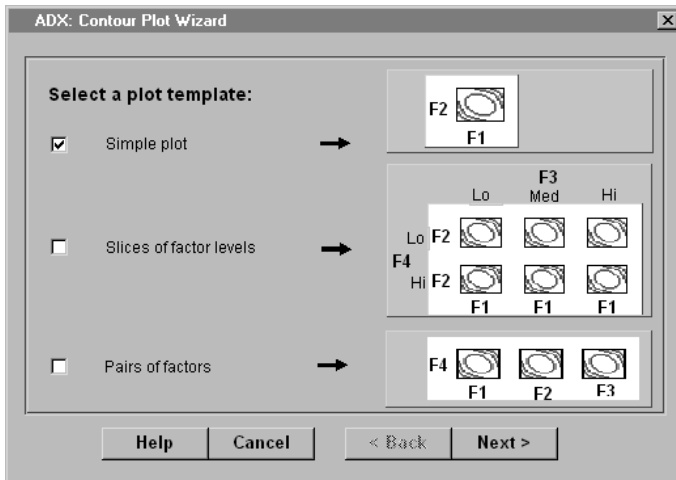 ADX: Contour Plot Wizard
Select a plot template:
Simple plot
F2
F1
Slices of factor levels
F3
Lo Med Hi
Lo F2
F4
Hi F2
F1 F1 F1
Pairs of factors
F4
F1 F2 F3
Help Cancel < Back Next >